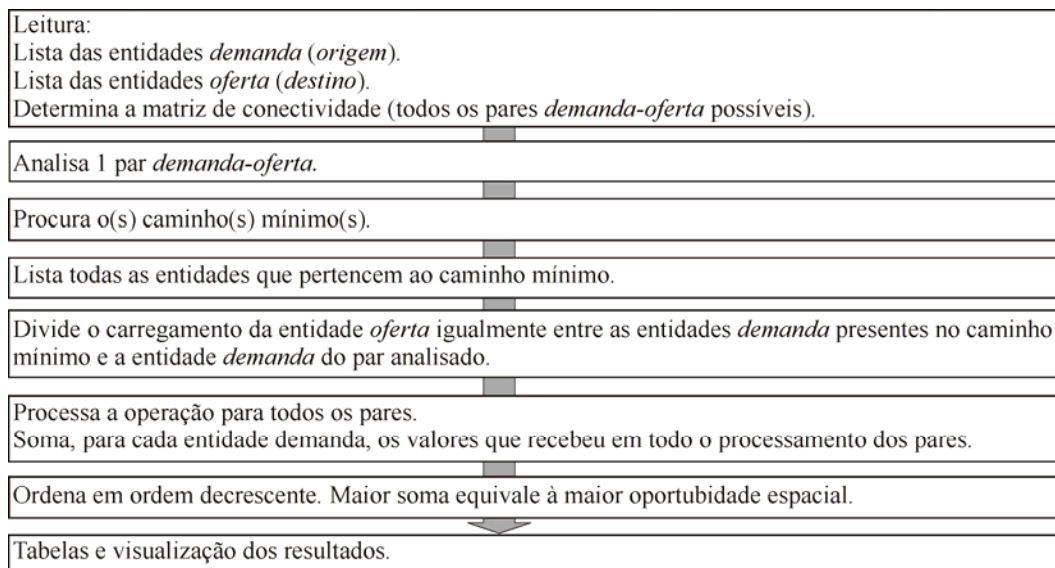 Leitura:
Lista das entidades demanda (origem).
Lista das entidades oferta (destino).
Determina a matriz de conectividade (todos os pares demanda-oferta possíveis).
Analisa 1 par demanda-oferta.
Procura o(s) caminho(s) mínimo(s).
Lista todas as entidades que pertencem ao caminho mínimo.
Divide o carregamento da entidade oferta igualmente entre as entidades demanda presentes no caminho
mínimo e a entidade demanda do par analisado.
Processa a operação para todos os pares.
Soma, para cada entidade demanda, os valores que recebeu em todo o processamento dos pares.
Ordena em ordem decrescente. Maior soma equivale à maior oportubidade espacial.
Tabelas e visualização dos resultados.